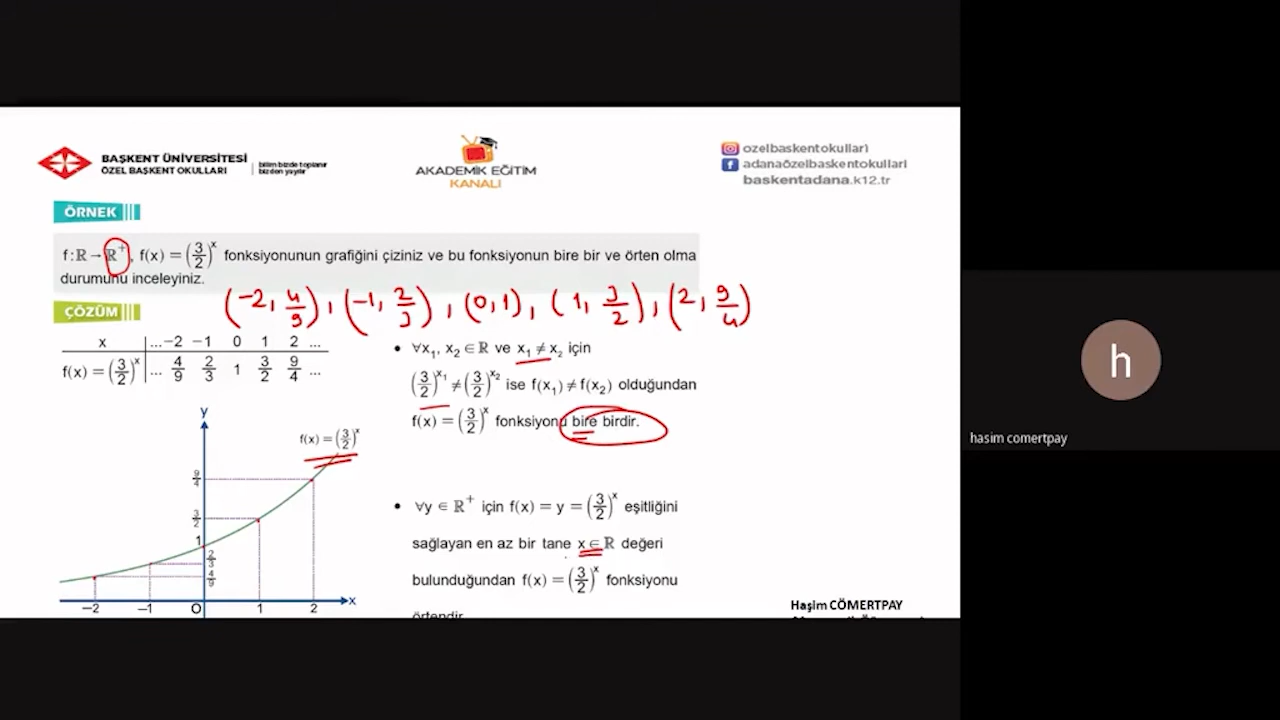 BAŞKENT ÜNİVERSİTESİ
ÖZEL BAŞKENT OKULLARI
bilim bizde toplanır
bizden yayılır
AKADEMİK EĞİTİM
KANALI
ozelbaskentokullari
adanaözelbaskentokullari
baskentadana.k12.tr
ÖRNEK
f : ℝ → ℝ⁺, f(x) = (3/2)^x fonksiyonunun grafiğini çiziniz ve bu fonksiyonun bire bir ve örten olma
durumunu inceleyiniz.
(-2, 4/9), (-1, 2/3), (0,1), (1, 3/2), (2, 9/4)
ÇÖZÜM
x ... −2 −1 0 1 2 ...
f(x) = (3/2)^x ... 4/9 2/3 1 3/2 9/4 ...
• ∀x₁, x₂ ∈ ℝ ve x₁ ≠ x₂ için
(3/2)^x₁ ≠ (3/2)^x₂ ise f(x₁) ≠ f(x₂) olduğundan
f(x) = (3/2)^x fonksiyonu bire birdir.
y
f(x) = (3/2)^x
9/4
3/2
1
2/3
4/9
−2 −1 O 1 2 x
• ∀y ∈ ℝ⁺ için f(x) = y = (3/2)^x eşitliğini
sağlayan en az bir tane x ∈ ℝ değeri
bulunduğundan f(x) = (3/2)^x fonksiyonu
örtendir.
Haşim CÖMERTPAY
h
hasim comertpay